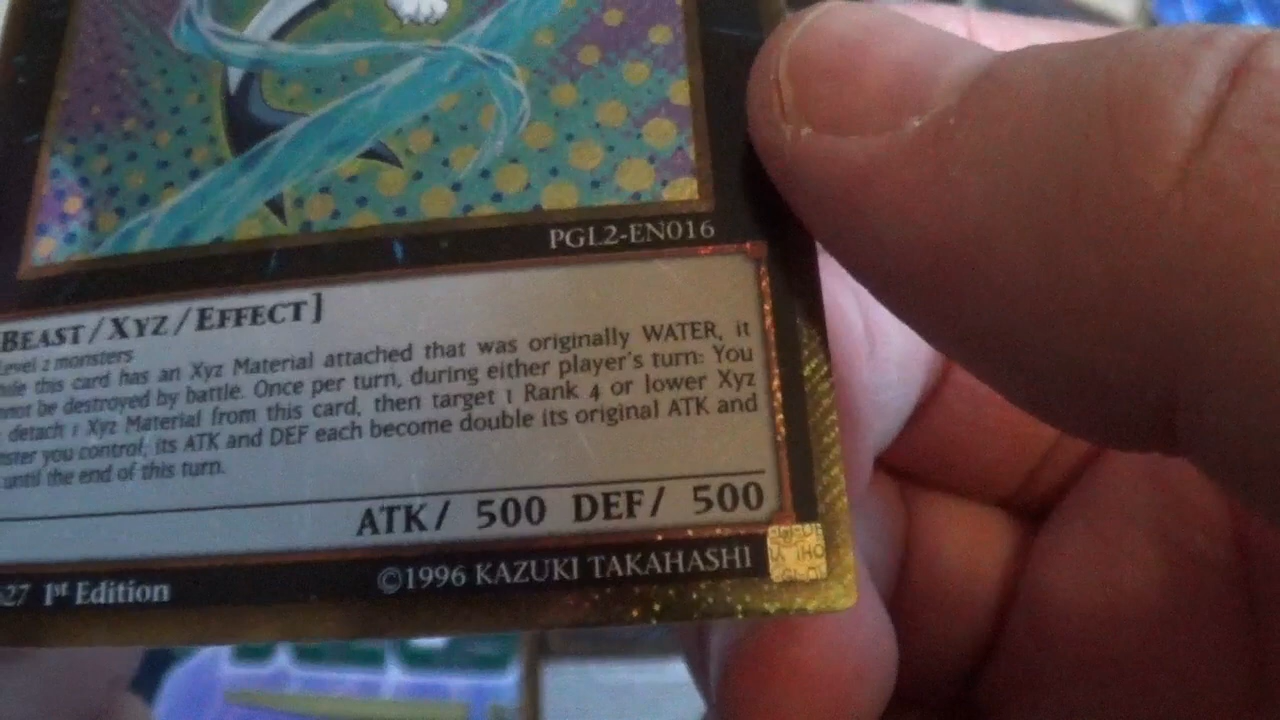 PGL2-EN016
BEAST/XYZ/EFFECT]
Level 2 monsters
this card has an Xyz Material attached that was originally WATER, it
be destroyed by battle. Once per turn, during either player's turn: You
detach 1 Xyz Material from this card, then target 1 Rank 4 or lower Xyz
you control, its ATK and DEF each become double its original ATK and
until the end of this turn.
ATK/ 500 DEF/ 500
27 1st Edition
©1996 KAZUKI TAKAHASHI